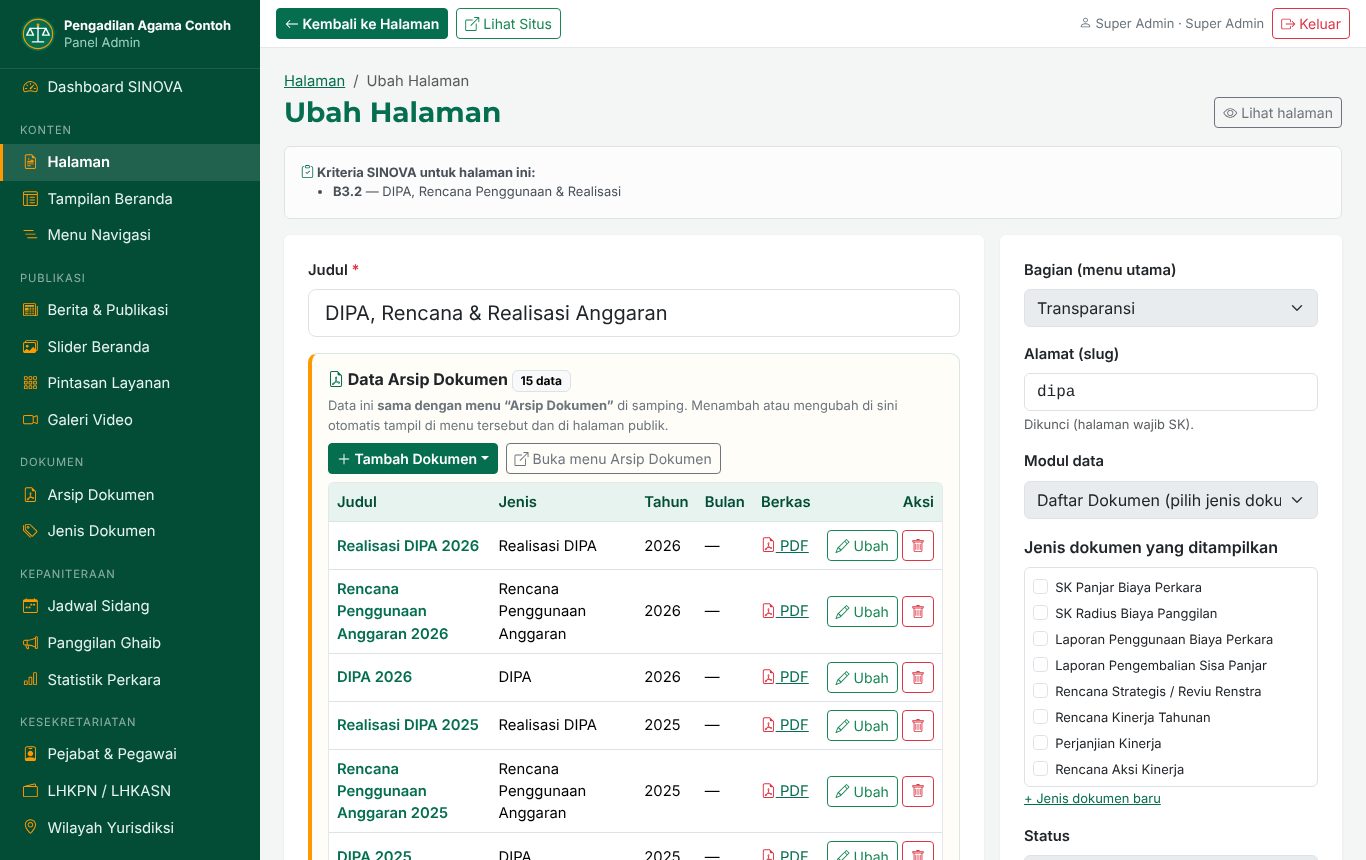 Pengadilan Agama Contoh
Panel Admin
Dashboard SINOVA
KONTEN
Halaman
Tampilan Beranda
Menu Navigasi
PUBLIKASI
Berita & Publikasi
Slider Beranda
Pintasan Layanan
Galeri Video
DOKUMEN
Arsip Dokumen
Jenis Dokumen
KEPANITERAAN
Jadwal Sidang
Panggilan Ghaib
Statistik Perkara
KESEKRETARIATAN
Pejabat & Pegawai
LHKPN / LHKASN
Wilayah Yurisdiksi
← Kembali ke Halaman
Lihat Situs
Super Admin · Super Admin
Keluar
Halaman / Ubah Halaman
Ubah Halaman
Lihat halaman
Kriteria SINOVA untuk halaman ini:
• B3.2 — DIPA, Rencana Penggunaan & Realisasi
Judul *
DIPA, Rencana & Realisasi Anggaran
Data Arsip Dokumen 15 data
Data ini sama dengan menu “Arsip Dokumen” di samping. Menambah atau mengubah di sini
otomatis tampil di menu tersebut dan di halaman publik.
+ Tambah Dokumen
Buka menu Arsip Dokumen
Judul Jenis Tahun Bulan Berkas Aksi
Realisasi DIPA 2026 Realisasi DIPA 2026 — PDF Ubah
Rencana
Penggunaan
Anggaran 2026
Rencana
Penggunaan
Anggaran
2026 — PDF Ubah
DIPA 2026 DIPA 2026 — PDF Ubah
Realisasi DIPA 2025 Realisasi DIPA 2025 — PDF Ubah
Rencana
Penggunaan
Anggaran 2025
Rencana
Penggunaan
Anggaran
2025 — PDF Ubah
DIPA 2025 DIPA 2025 — PDF Ubah
Bagian (menu utama)
Transparansi
Alamat (slug)
dipa
Dikunci (halaman wajib SK).
Modul data
Daftar Dokumen (pilih jenis doku
Jenis dokumen yang ditampilkan
SK Panjar Biaya Perkara
SK Radius Biaya Panggilan
Laporan Penggunaan Biaya Perkara
Laporan Pengembalian Sisa Panjar
Rencana Strategis / Reviu Renstra
Rencana Kinerja Tahunan
Perjanjian Kinerja
Rencana Aksi Kinerja
+ Jenis dokumen baru
Status